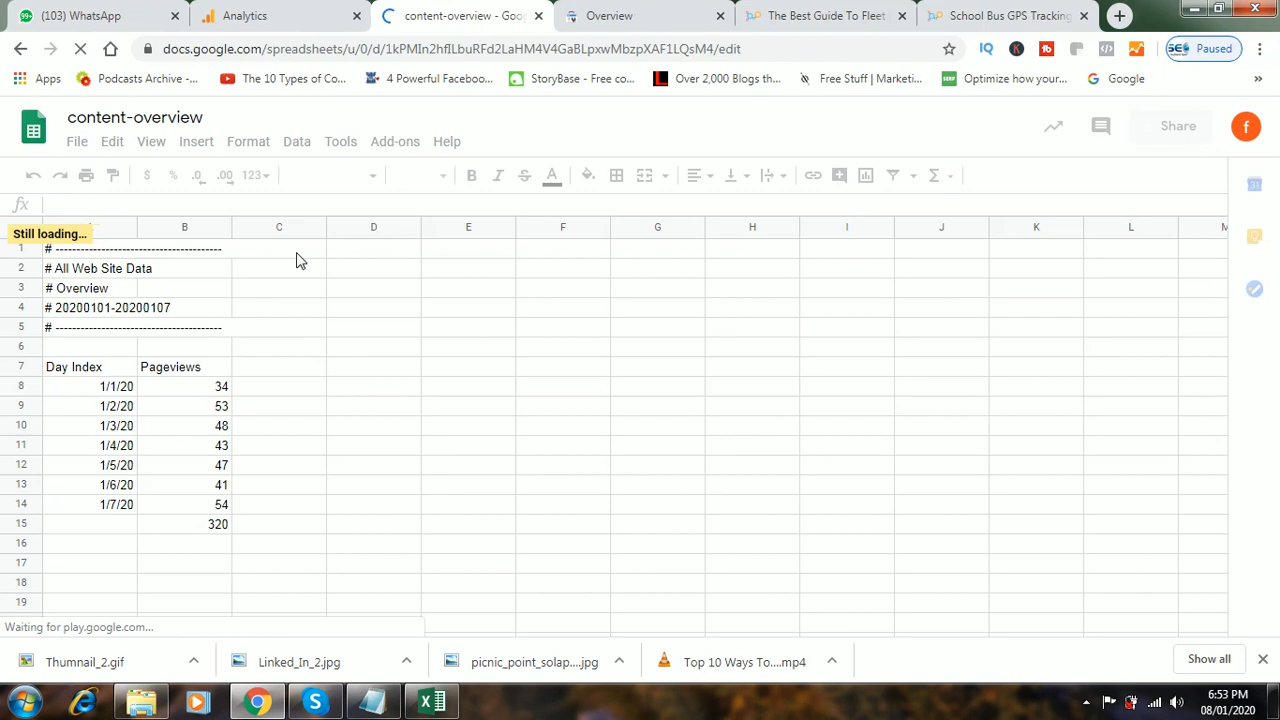 (103) WhatsApp
Analytics
content-overview - Goo
Overview
The Best Guide To Fleet
School Bus GPS Tracking
docs.google.com/spreadsheets/u/0/d/1kPMIn2hfILbuRFd2LaHM4V4GaBLpxwMbzpXAF1LQsM4/edit
Paused
Apps
Podcasts Archive -...
The 10 Types of Co...
4 Powerful Faceboo...
StoryBase - Free co...
Over 2,000 Blogs th...
Free Stuff | Marketi...
Optimize how your...
Google
content-overview
File Edit View Insert Format Data Tools Add-ons Help
Share
f
$ % .0 .00 123
B I S A
fx
A B C D E F G H I J K L M
Still loading...
1 # ----------------------------------------
2 # All Web Site Data
3 # Overview
4 # 20200101-20200107
5 # ----------------------------------------
6
7 Day Index Pageviews
8 1/1/20 34
9 1/2/20 53
10 1/3/20 48
11 1/4/20 43
12 1/5/20 47
13 1/6/20 41
14 1/7/20 54
15 320
16
17
18
19
Waiting for play.google.com...
Thumnail_2.gif
Linked_In_2.jpg
picnic_point_solap....jpg
Top 10 Ways To....mp4
Show all
6:53 PM
08/01/2020